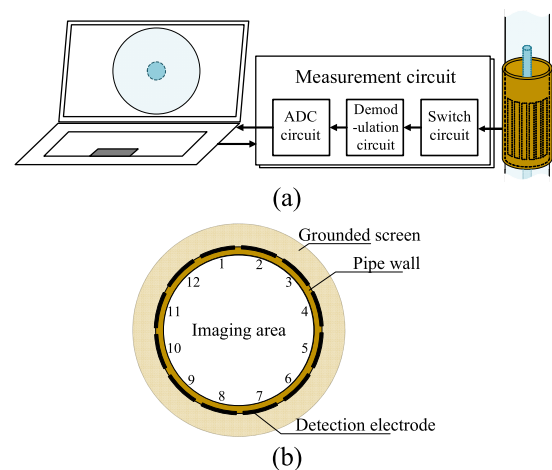 Measurement circuit
ADC
circuit
Demod
-ulation
circuit
Switch
circuit
(a)
Grounded screen
Pipe wall
1
2
3
4
5
6
7
8
9
10
11
12
Imaging area
Detection electrode
(b)